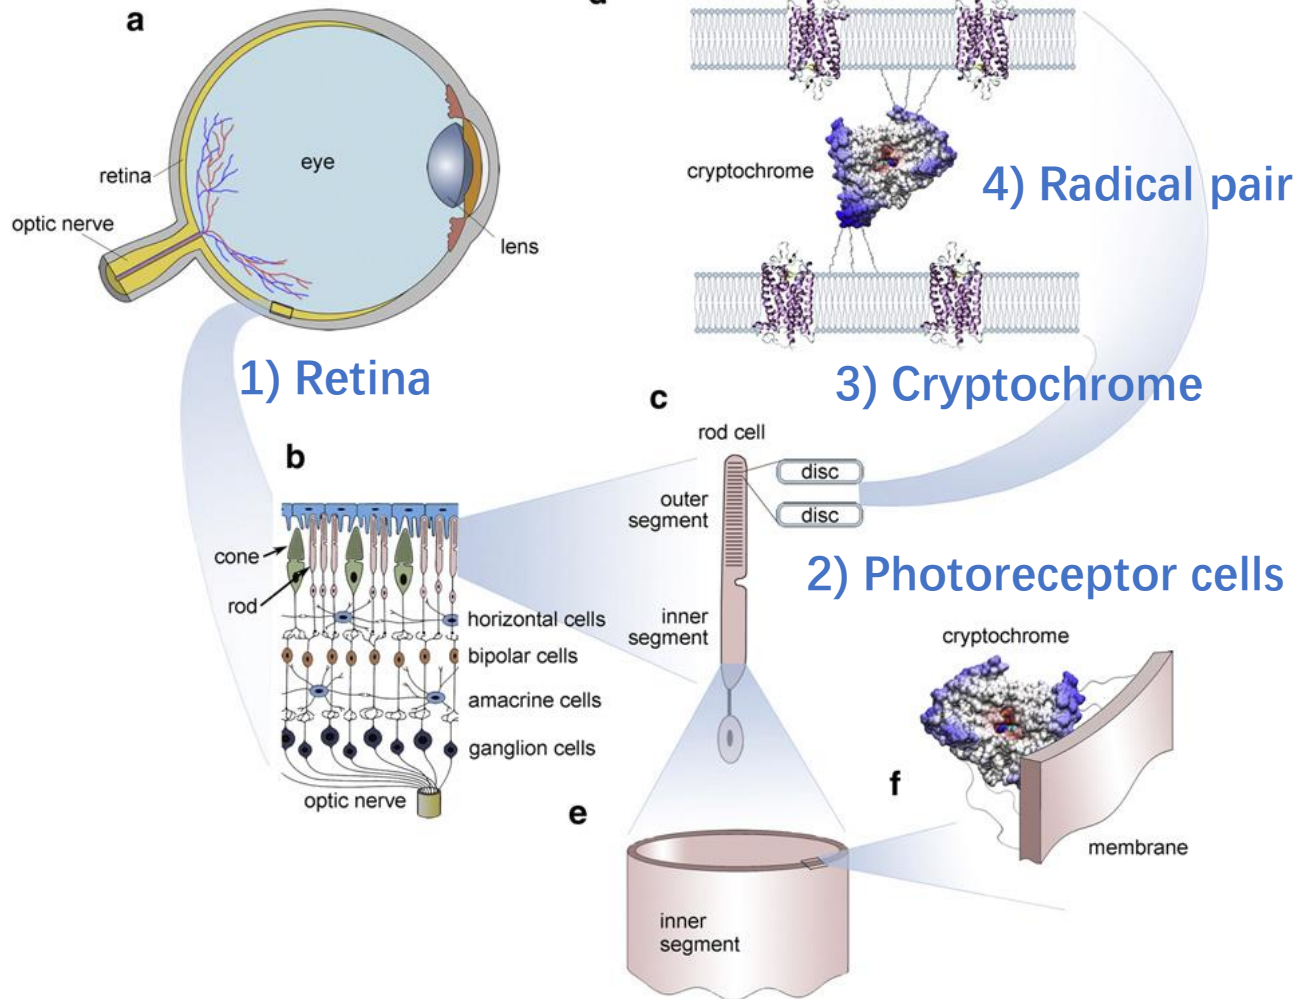 a
retina
eye
optic nerve
lens
1) Retina
cryptochrome
4) Radical pair
3) Cryptochrome
b
cone
rod
horizontal cells
bipolar cells
amacrine cells
ganglion cells
optic nerve
c
rod cell
outer
segment
disc
disc
inner
segment
2) Photoreceptor cells
e
inner
segment
f
cryptochrome
membrane